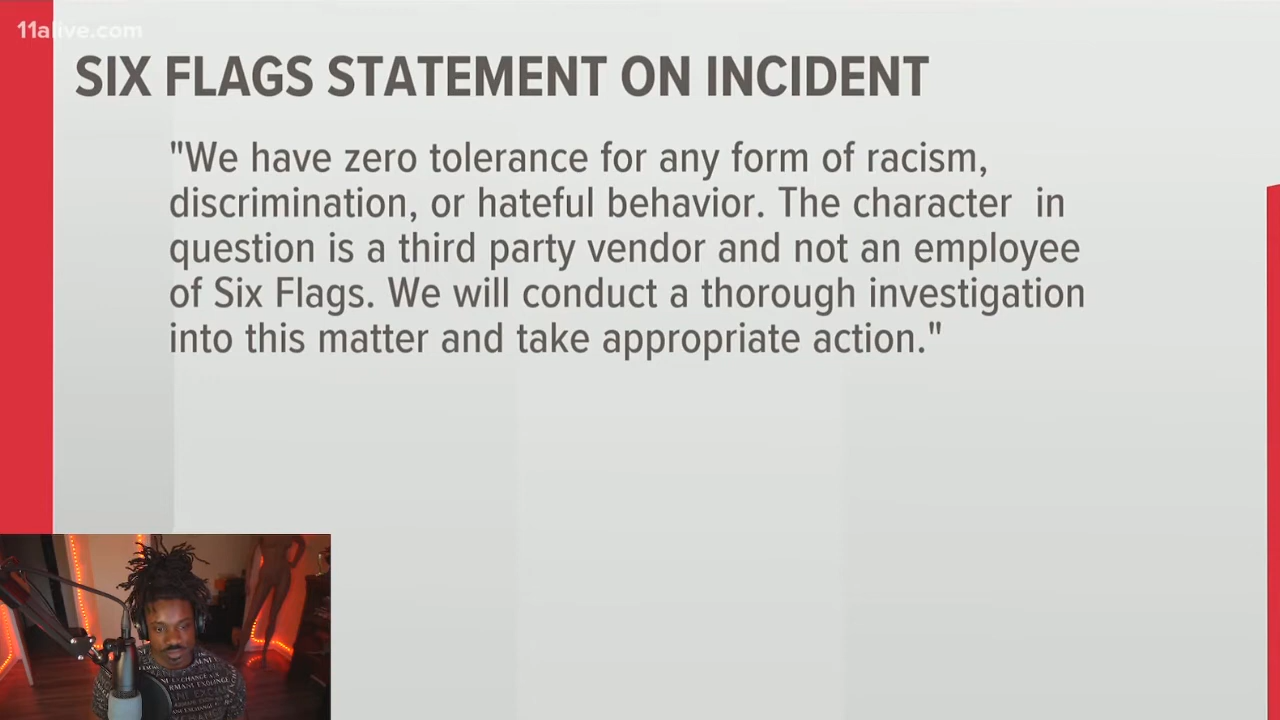 11alive.com
SIX FLAGS STATEMENT ON INCIDENT
"We have zero tolerance for any form of racism,
discrimination, or hateful behavior. The character  in
question is a third party vendor and not an employee
of Six Flags. We will conduct a thorough investigation
into this matter and take appropriate action."